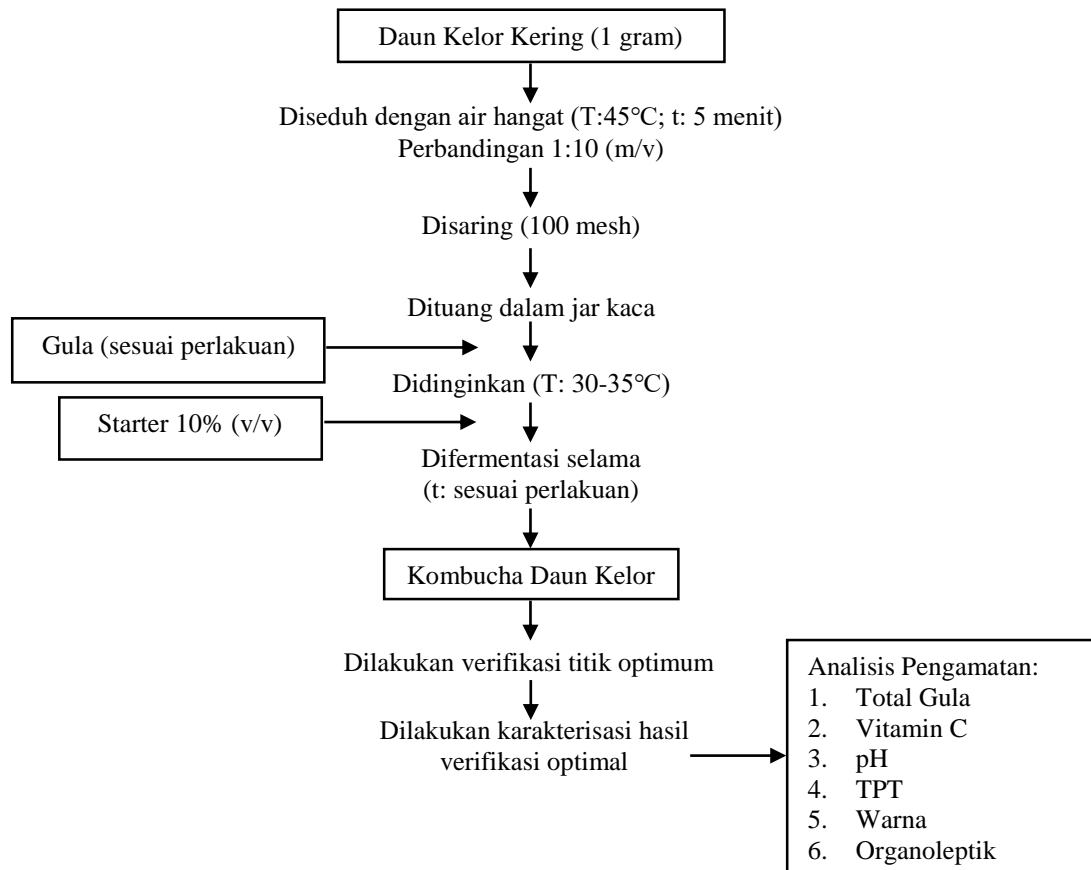 Daun Kelor Kering (1 gram)
Diseduh dengan air hangat (T:45°C; t: 5 menit)
Perbandingan 1:10 (m/v)
Disaring (100 mesh)
Dituang dalam jar kaca
Gula (sesuai perlakuan)
Didinginkan (T: 30-35°C)
Starter 10% (v/v)
Difermentasi selama
(t: sesuai perlakuan)
Kombucha Daun Kelor
Dilakukan verifikasi titik optimum
Dilakukan karakterisasi hasil
verifikasi optimal
Analisis Pengamatan:
1. Total Gula
2. Vitamin C
3. pH
4. TPT
5. Warna
6. Organoleptik